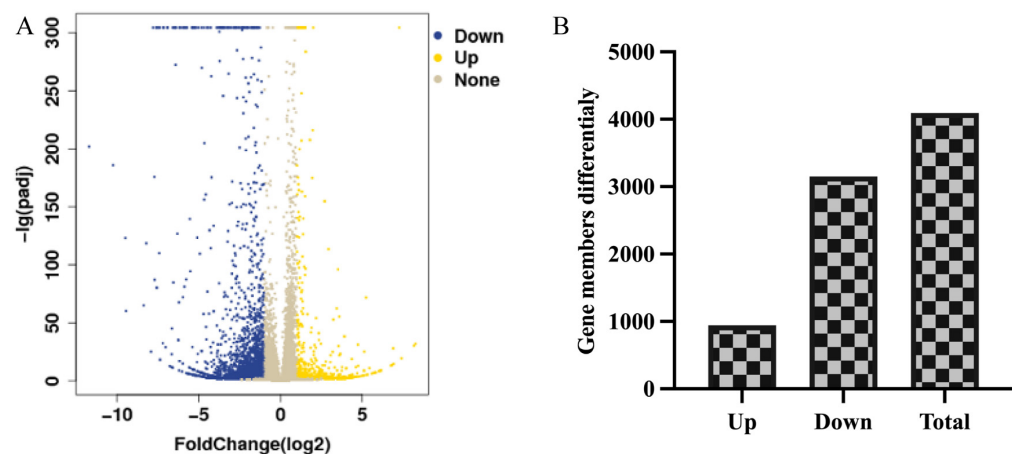 A
300
250
200
150
100
50
0
-lg(padj)
-10
-5
0
5
FoldChange(log2)
Down
Up
None
B
5000
4000
3000
2000
1000
0
Gene members differentialy
Up
Down
Total